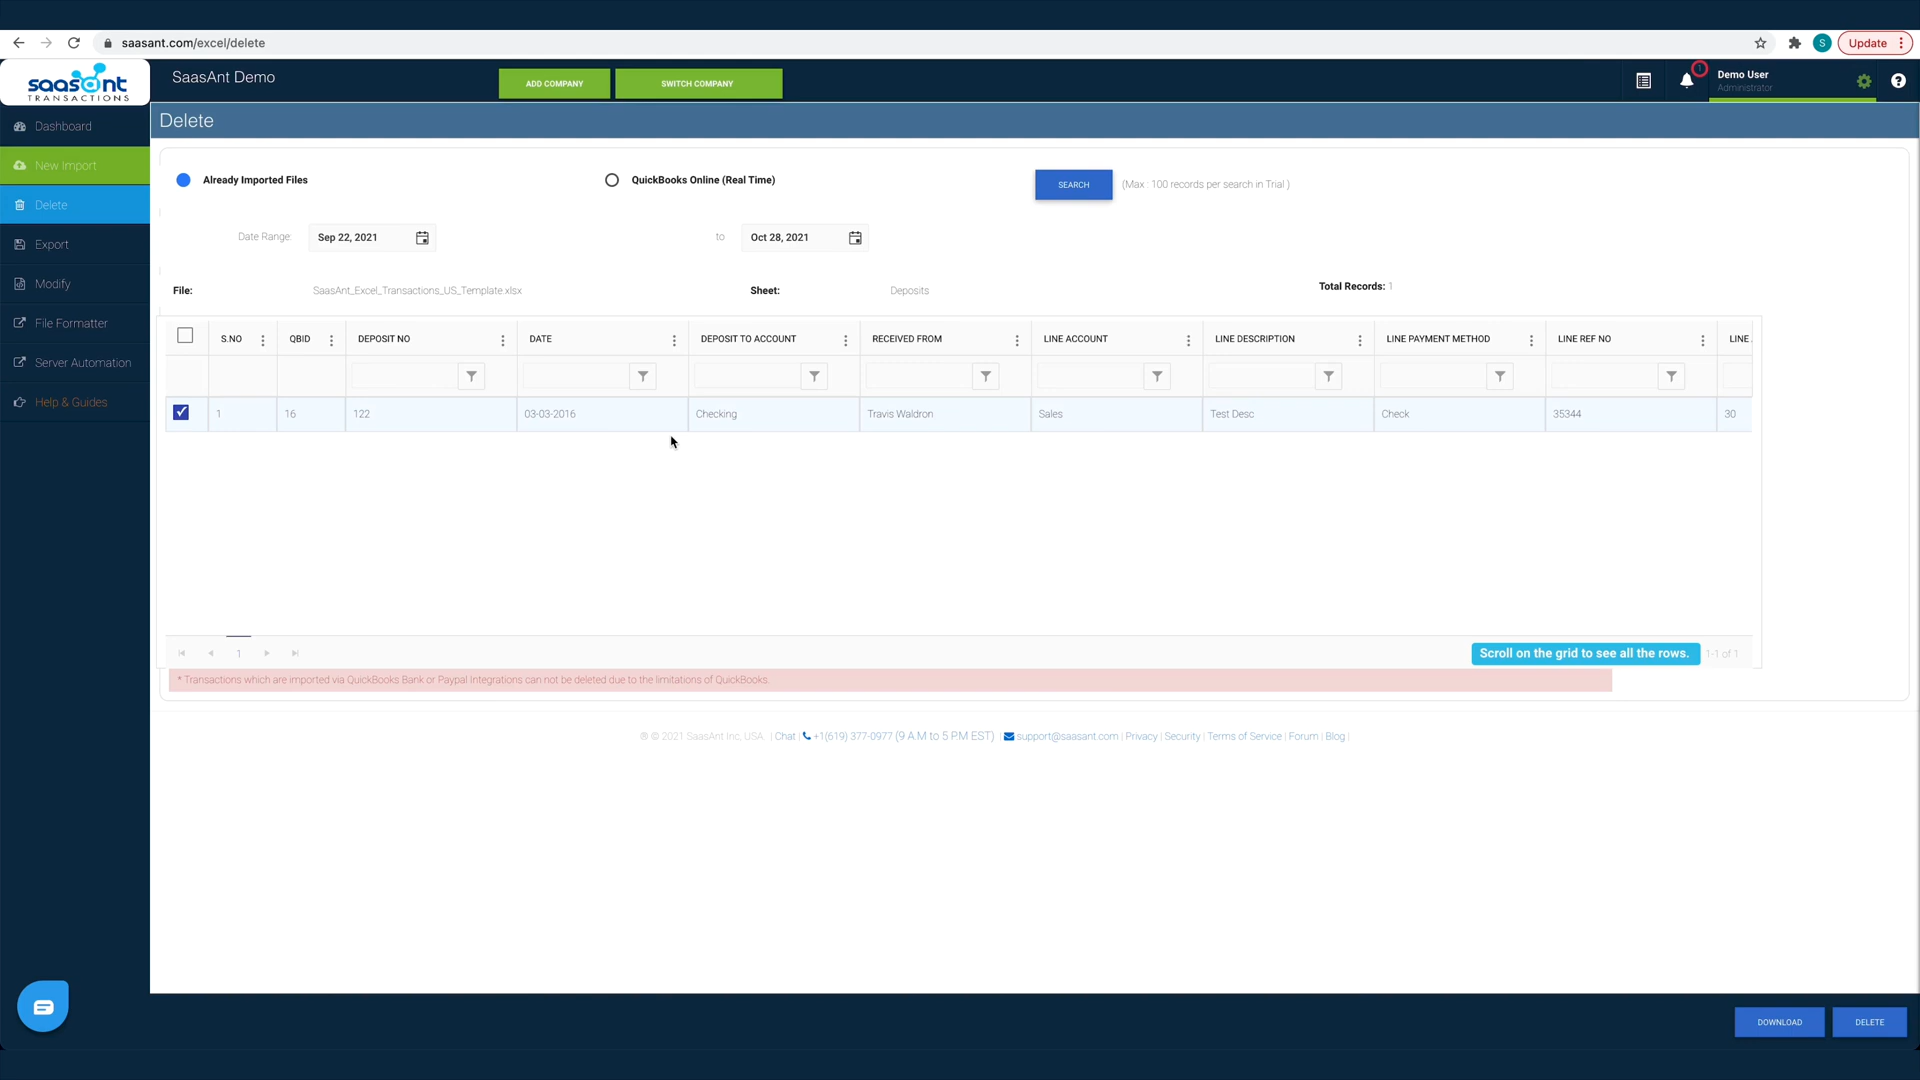 saasant.com/excel/delete
S
Update
saasant
TRANSACTIONS
SaasAnt Demo
ADD COMPANY
SWITCH COMPANY
1
Demo User
Administrator
Dashboard
New Import
Delete
Export
Modify
File Formatter
Server Automation
Help & Guides
Delete
Already Imported Files
QuickBooks Online (Real Time)
SEARCH
(Max : 100 records per search in Trial )
Date Range:
Sep 22, 2021
to
Oct 28, 2021
File:
SaasAnt_Excel_Transactions_US_Template.xlsx
Sheet:
Deposits
Total Records: 1
S.NO
QBID
DEPOSIT NO
DATE
DEPOSIT TO ACCOUNT
RECEIVED FROM
LINE ACCOUNT
LINE DESCRIPTION
LINE PAYMENT METHOD
LINE REF NO
LINE
1
16
122
03-03-2016
Checking
Travis Waldron
Sales
Test Desc
Check
35344
30
1
Scroll on the grid to see all the rows.
1-1 of 1
* Transactions which are imported via QuickBooks Bank or Paypal Integrations can not be deleted due to the limitations of QuickBooks.
® © 2021 SaasAnt Inc, USA. | Chat | +1(619) 377-0977 (9 A.M to 5 P.M EST) | support@saasant.com | Privacy | Security | Terms of Service | Forum | Blog |
DOWNLOAD
DELETE